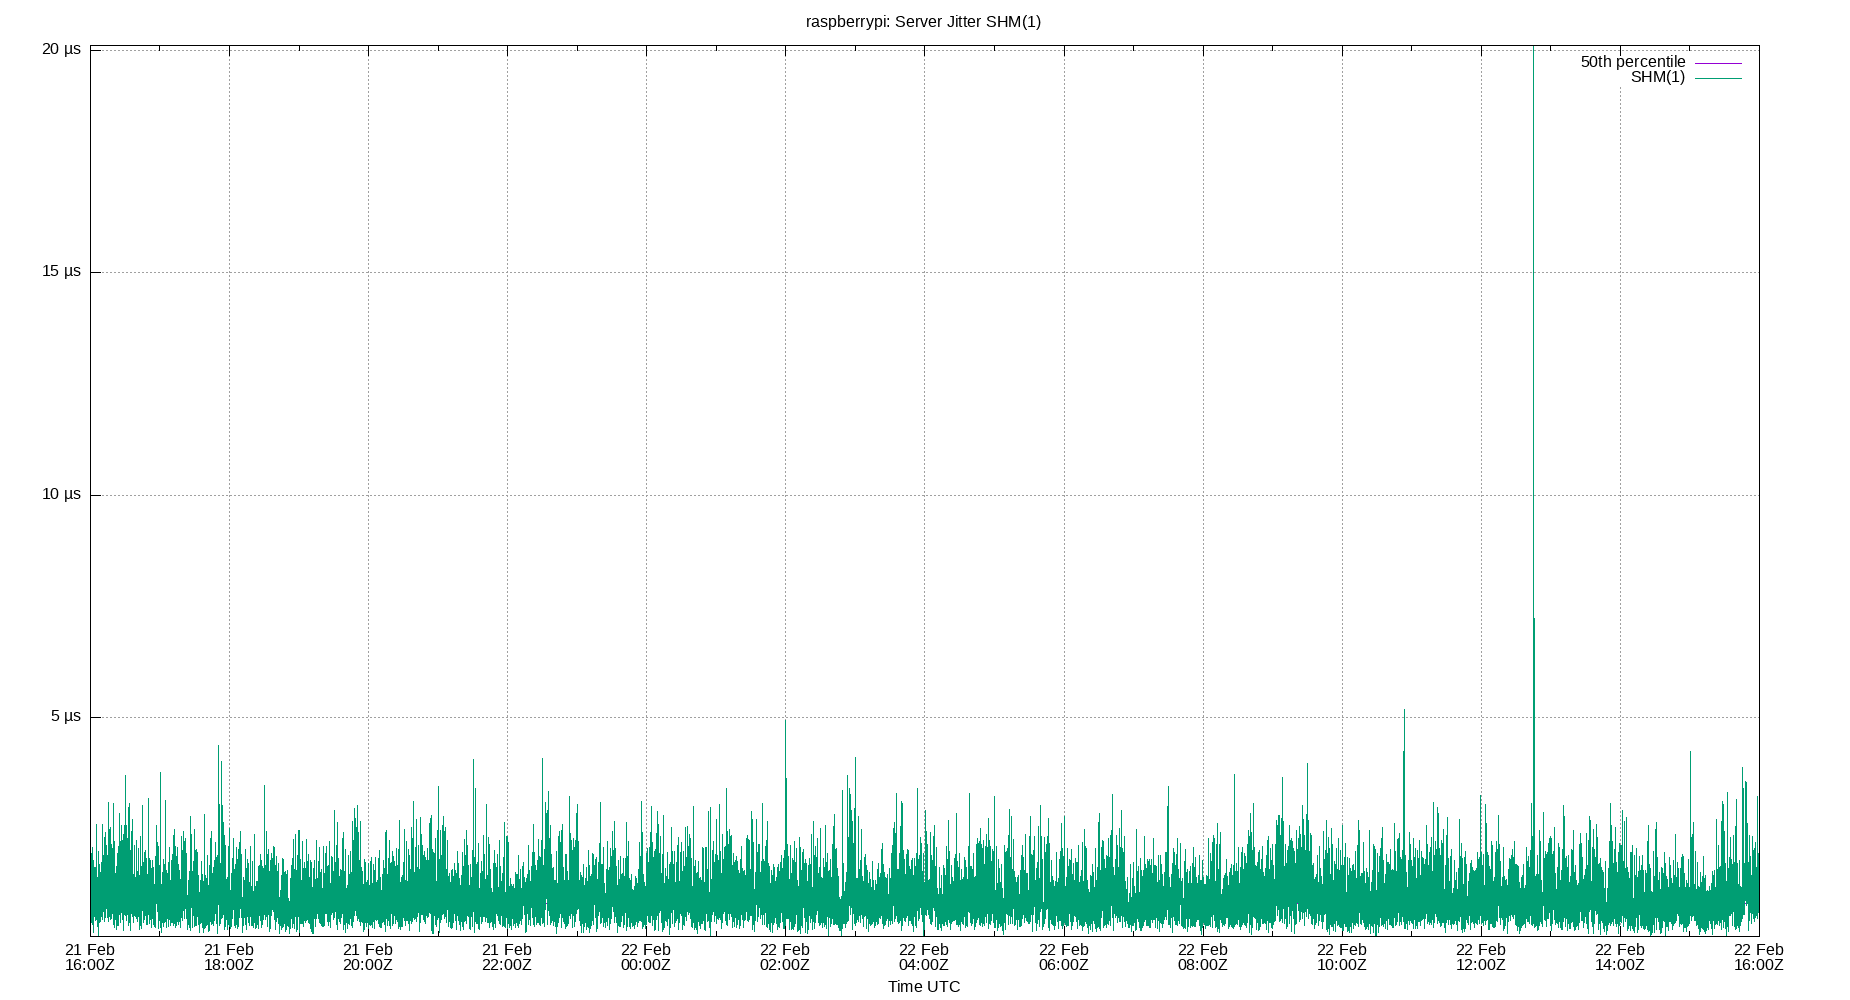 raspberrypi: Server Jitter SHM(1)
20 µs
50th percentile
SHM(1)
15 µs
10 µs
5 µs
21 Feb 21 Feb 21 Feb 21 Feb 22 Feb 22 Feb 22 Feb 22 Feb 22 Feb 22 Feb 22 Feb 22 Feb 22 Feb
16:00Z 18:00Z 20:00Z 22:00Z 00:00Z 02:00Z 04:00Z 06:00Z 08:00Z 10:00Z 12:00Z 14:00Z 16:00Z
Time UTC